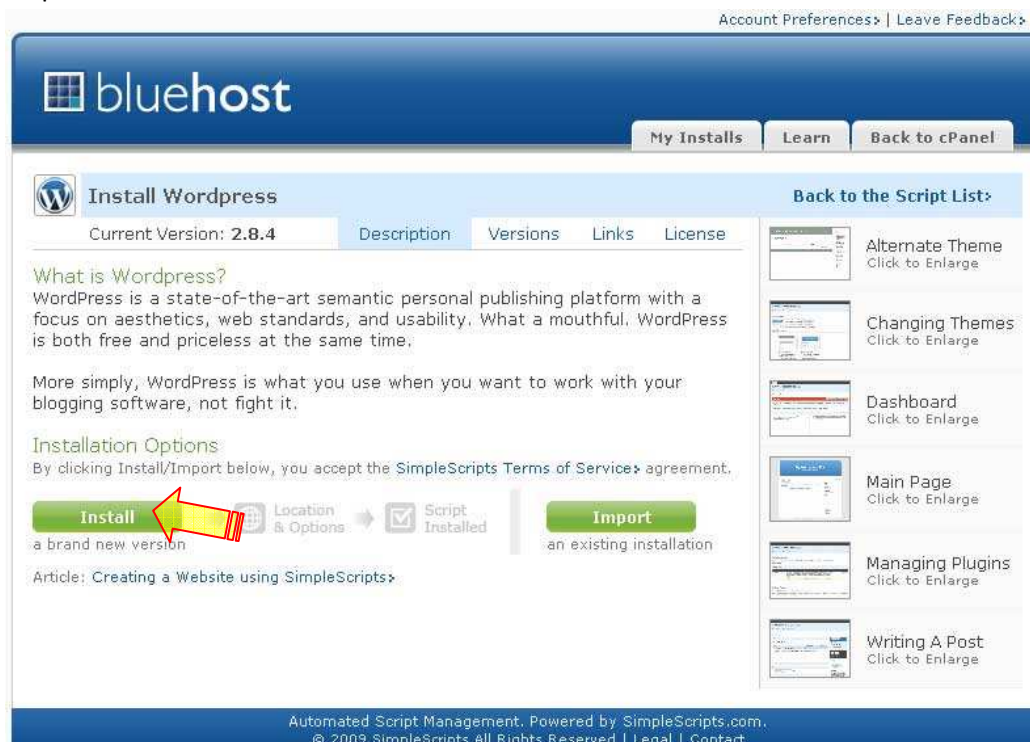 Account Preferences> | Leave Feedback>
bluehost
My Installs
Learn
Back to cPanel
Install Wordpress
Back to the Script List>
Current Version: 2.8.4
Description
Versions
Links
License
What is Wordpress?
WordPress is a state-of-the-art semantic personal publishing platform with a
focus on aesthetics, web standards, and usability. What a mouthful. WordPress
is both free and priceless at the same time.
More simply, WordPress is what you use when you want to work with your
blogging software, not fight it.
Installation Options
By clicking Install/Import below, you accept the SimpleScripts Terms of Service> agreement.
Install
Location
& Options
Script
Installed
Import
a brand new version
an existing installation
Article: Creating a Website using SimpleScripts>
Alternate Theme
Click to Enlarge
Changing Themes
Click to Enlarge
Dashboard
Click to Enlarge
Main Page
Click to Enlarge
Managing Plugins
Click to Enlarge
Writing A Post
Click to Enlarge
Automated Script Management. Powered by SimpleScripts.com.
© 2009 SimpleScripts All Rights Reserved | Legal | Contact